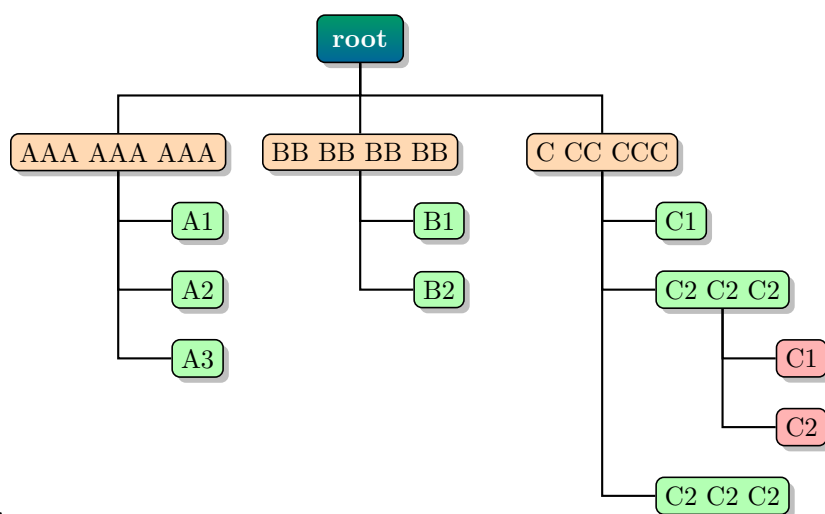 root
AAA AAA AAA
BB BB BB BB
C CC CCC
A1
B1
C1
A2
B2
C2 C2 C2
A3
C1
C2
C2 C2 C2